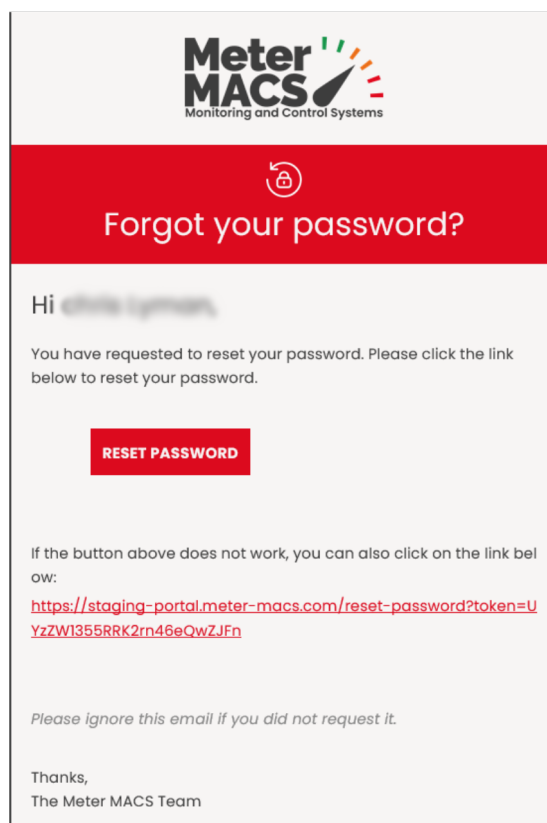 Meter
MACS
Monitoring and Control Systems
Forgot your password?
Hi
You have requested to reset your password. Please click the link
below to reset your password.
RESET PASSWORD
If the button above does not work, you can also click on the link bel
ow:
https://staging-portal.meter-macs.com/reset-password?token=U
YzZW1355RRK2rn46eQwZJFn
Please ignore this email if you did not request it.
Thanks,
The Meter MACS Team